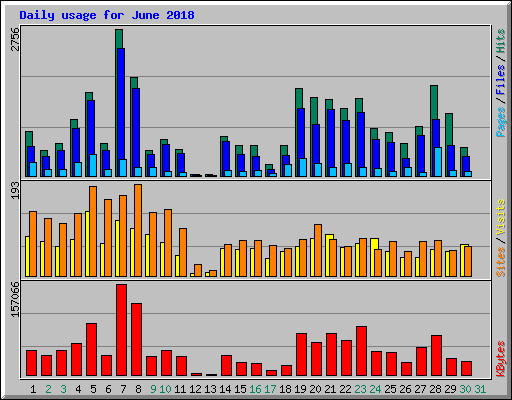 Daily usage for June 2018
2756
Pages / Files / Hits
193
Sites / Visits
157066
KBytes
1 2 3 4 5 6 7 8 9 10 11 12 13 14 15 16 17 18 19 20 21 22 23 24 25 26 27 28 29 30 31